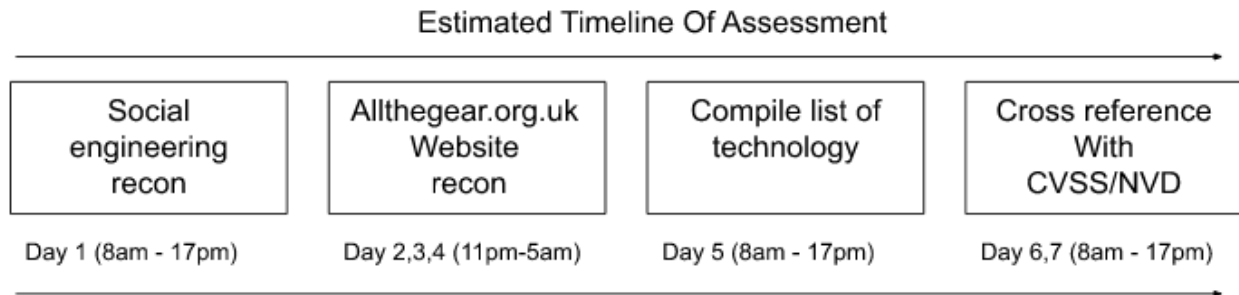 Estimated Timeline Of Assessment
Social
engineering
recon
Allthegear.org.uk
Website
recon
Compile list of
technology
Cross reference
With
CVSS/NVD
Day 1 (8am - 17pm)
Day 2,3,4 (11pm-5am)
Day 5 (8am - 17pm)
Day 6,7 (8am - 17pm)